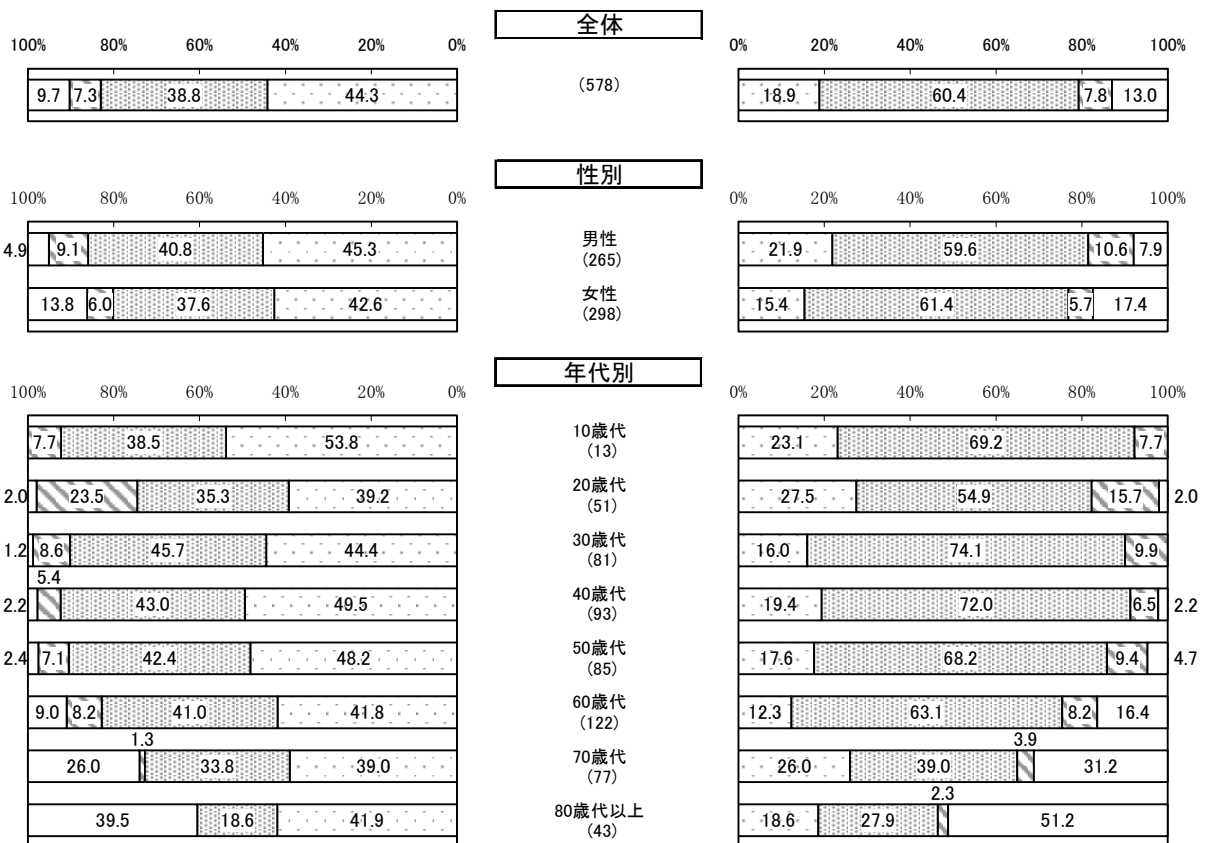 全体
100% 80% 60% 40% 20% 0% 0% 20% 40% 60% 80% 100%
9.7 7.3 38.8 44.3 (578) 18.9 60.4 7.8 13.0
性別
100% 80% 60% 40% 20% 0% 0% 20% 40% 60% 80% 100%
男性
4.9 9.1 40.8 45.3 (265) 21.9 59.6 10.6 7.9
女性
13.8 6.0 37.6 42.6 (298) 15.4 61.4 5.7 17.4
年代別
100% 80% 60% 40% 20% 0% 0% 20% 40% 60% 80% 100%
10歳代
7.7 38.5 53.8 (13) 23.1 69.2 7.7
20歳代
2.0 23.5 35.3 39.2 (51) 27.5 54.9 15.7 2.0
30歳代
1.2 8.6 45.7 44.4 (81) 16.0 74.1 9.9
5.4
40歳代
2.2 43.0 49.5 (93) 19.4 72.0 6.5 2.2
50歳代
2.4 7.1 42.4 48.2 (85) 17.6 68.2 9.4 4.7
60歳代
9.0 8.2 41.0 41.8 (122) 12.3 63.1 8.2 16.4
1.3 3.9
70歳代
26.0 33.8 39.0 (77) 26.0 39.0 31.2
2.3
80歳代以上
39.5 18.6 41.9 (43) 18.6 27.9 51.2